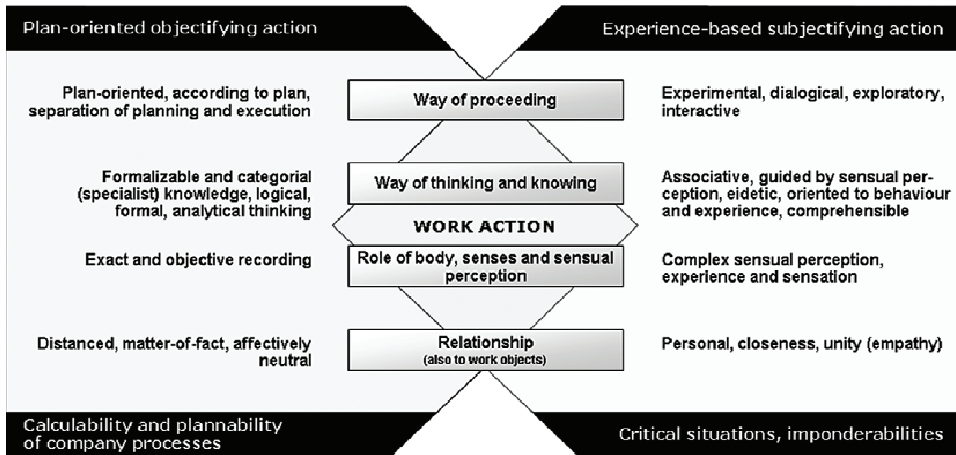 Plan-oriented objectifying action
Experience-based subjectifying action
Plan-oriented, according to plan,
separation of planning and execution
Way of proceeding
Experimental, dialogical, exploratory,
interactive
Formalizable and categorial
(specialist) knowledge, logical,
formal, analytical thinking
Way of thinking and knowing
Associative, guided by sensual per-
ception, eidetic, oriented to behaviour
and experience, comprehensible
WORK ACTION
Exact and objective recording
Role of body, senses and sensual
perception
Complex sensual perception,
experience and sensation
Distanced, matter-of-fact, affectively
neutral
Relationship
(also to work objects)
Personal, closeness, unity (empathy)
Calculability and plannability
of company processes
Critical situations, imponderabilities